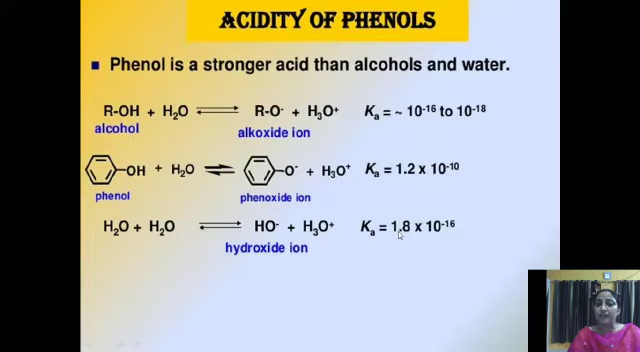 ACIDITY OF PHENOLS
Phenol is a stronger acid than alcohols and water.
R-OH + H₂O ⇌ R-O⁻ + H₃O⁺ Kₐ = ~ 10⁻¹⁶ to 10⁻¹⁸
alcohol alkoxide ion
OH + H₂O ⇌ O⁻ + H₃O⁺ Kₐ = 1.2 x 10⁻¹⁰
phenol phenoxide ion
H₂O + H₂O ⇌ HO⁻ + H₃O⁺ Kₐ = 1.8 x 10⁻¹⁶
hydroxide ion